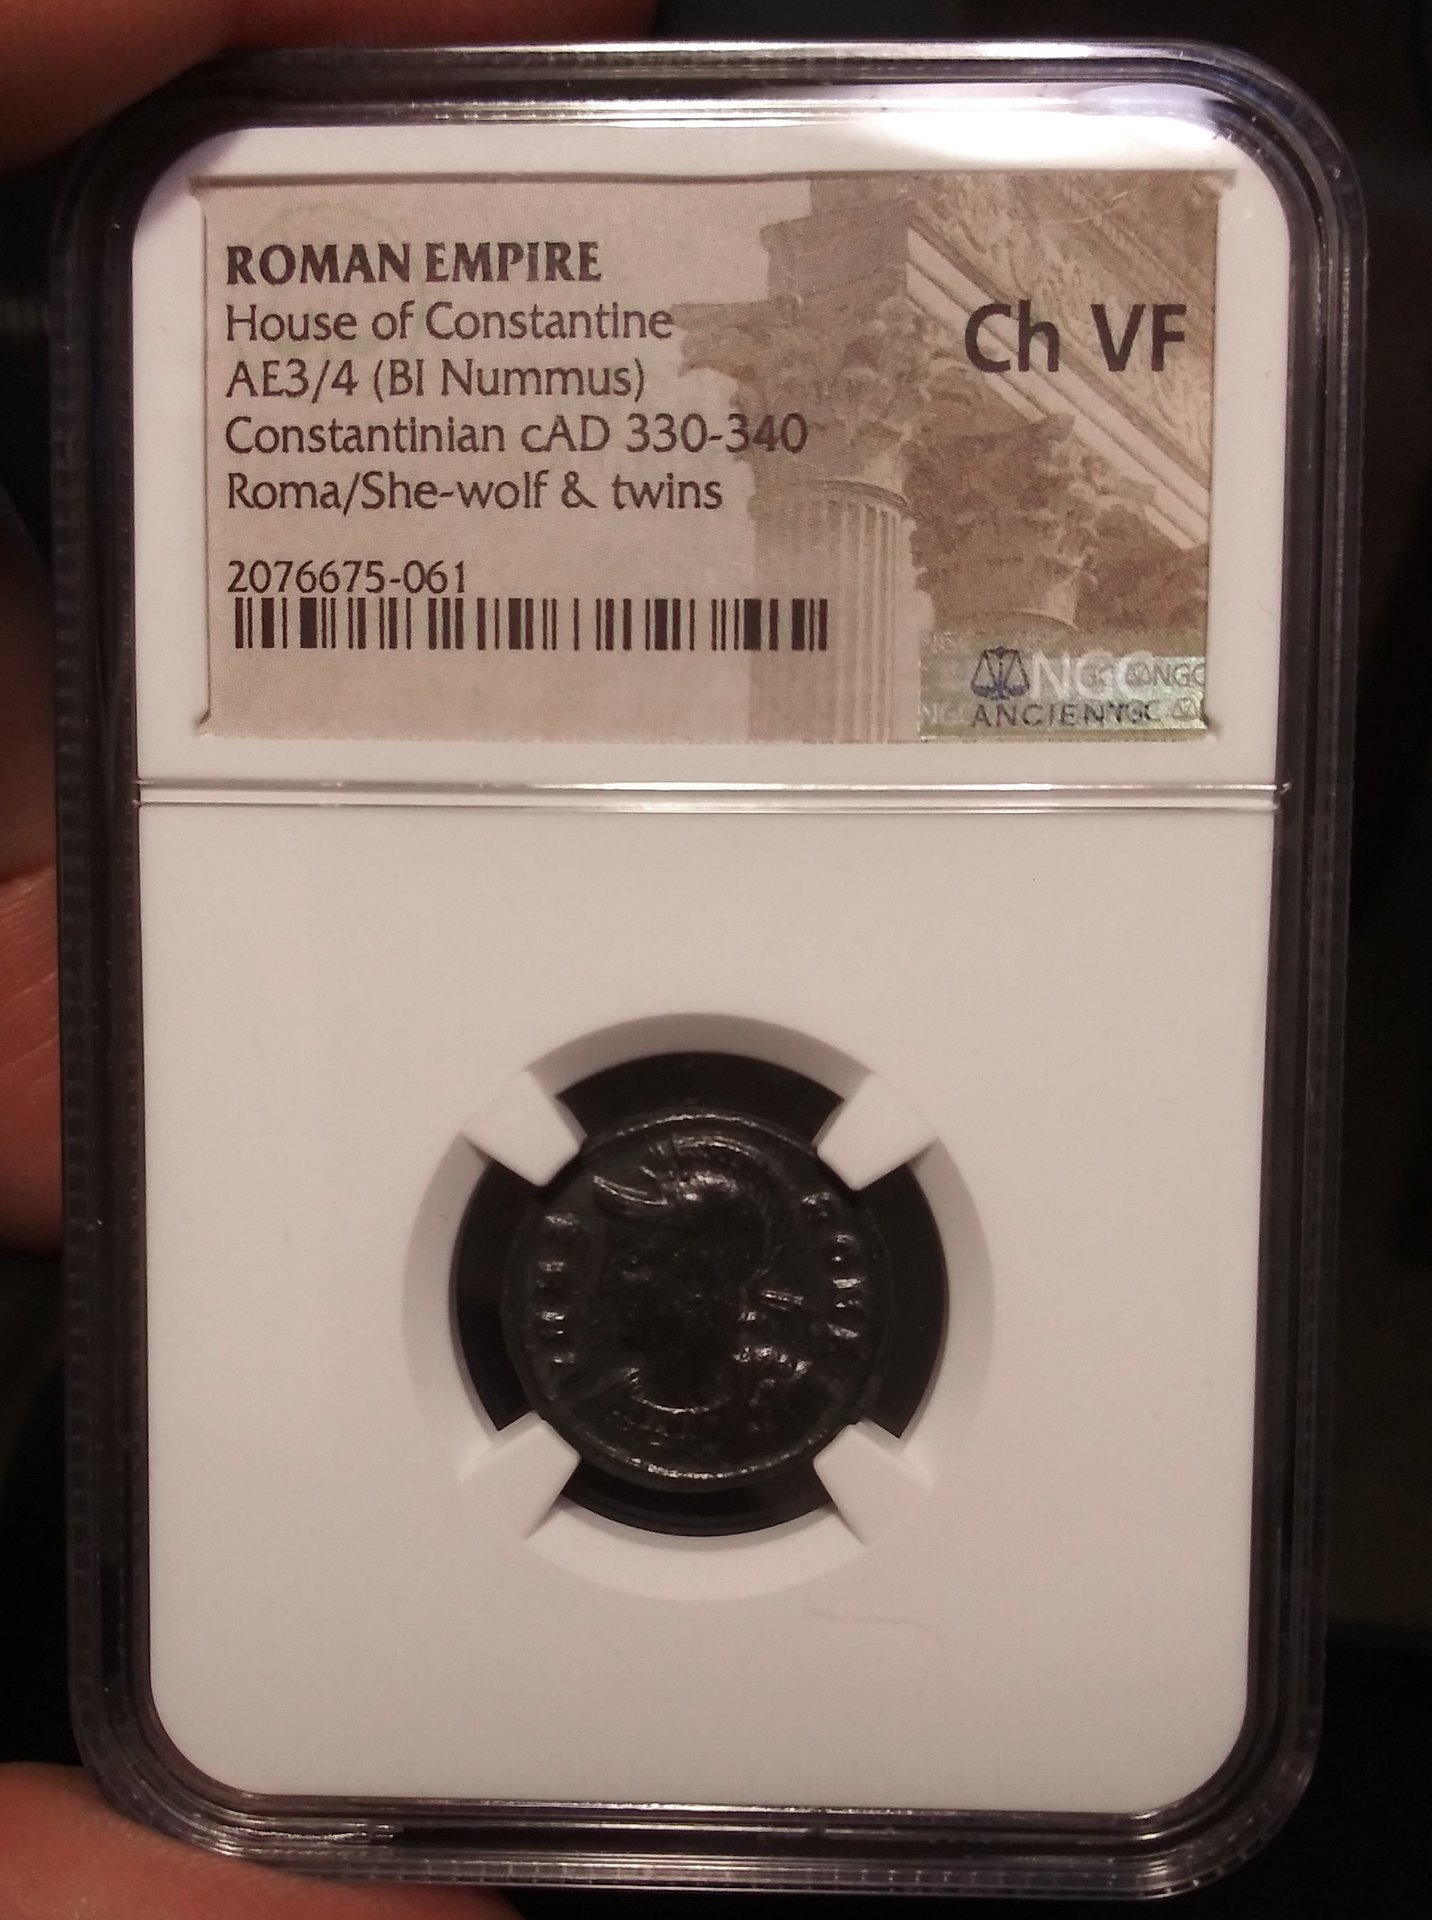 ROMAN EMPIRE
House of Constantine
AE3/4 (BI Nummus)
Constantinian cAD 330-340
Roma/She-wolf & twins
2076675-061
Ch VF
NGC
ANCIENTS